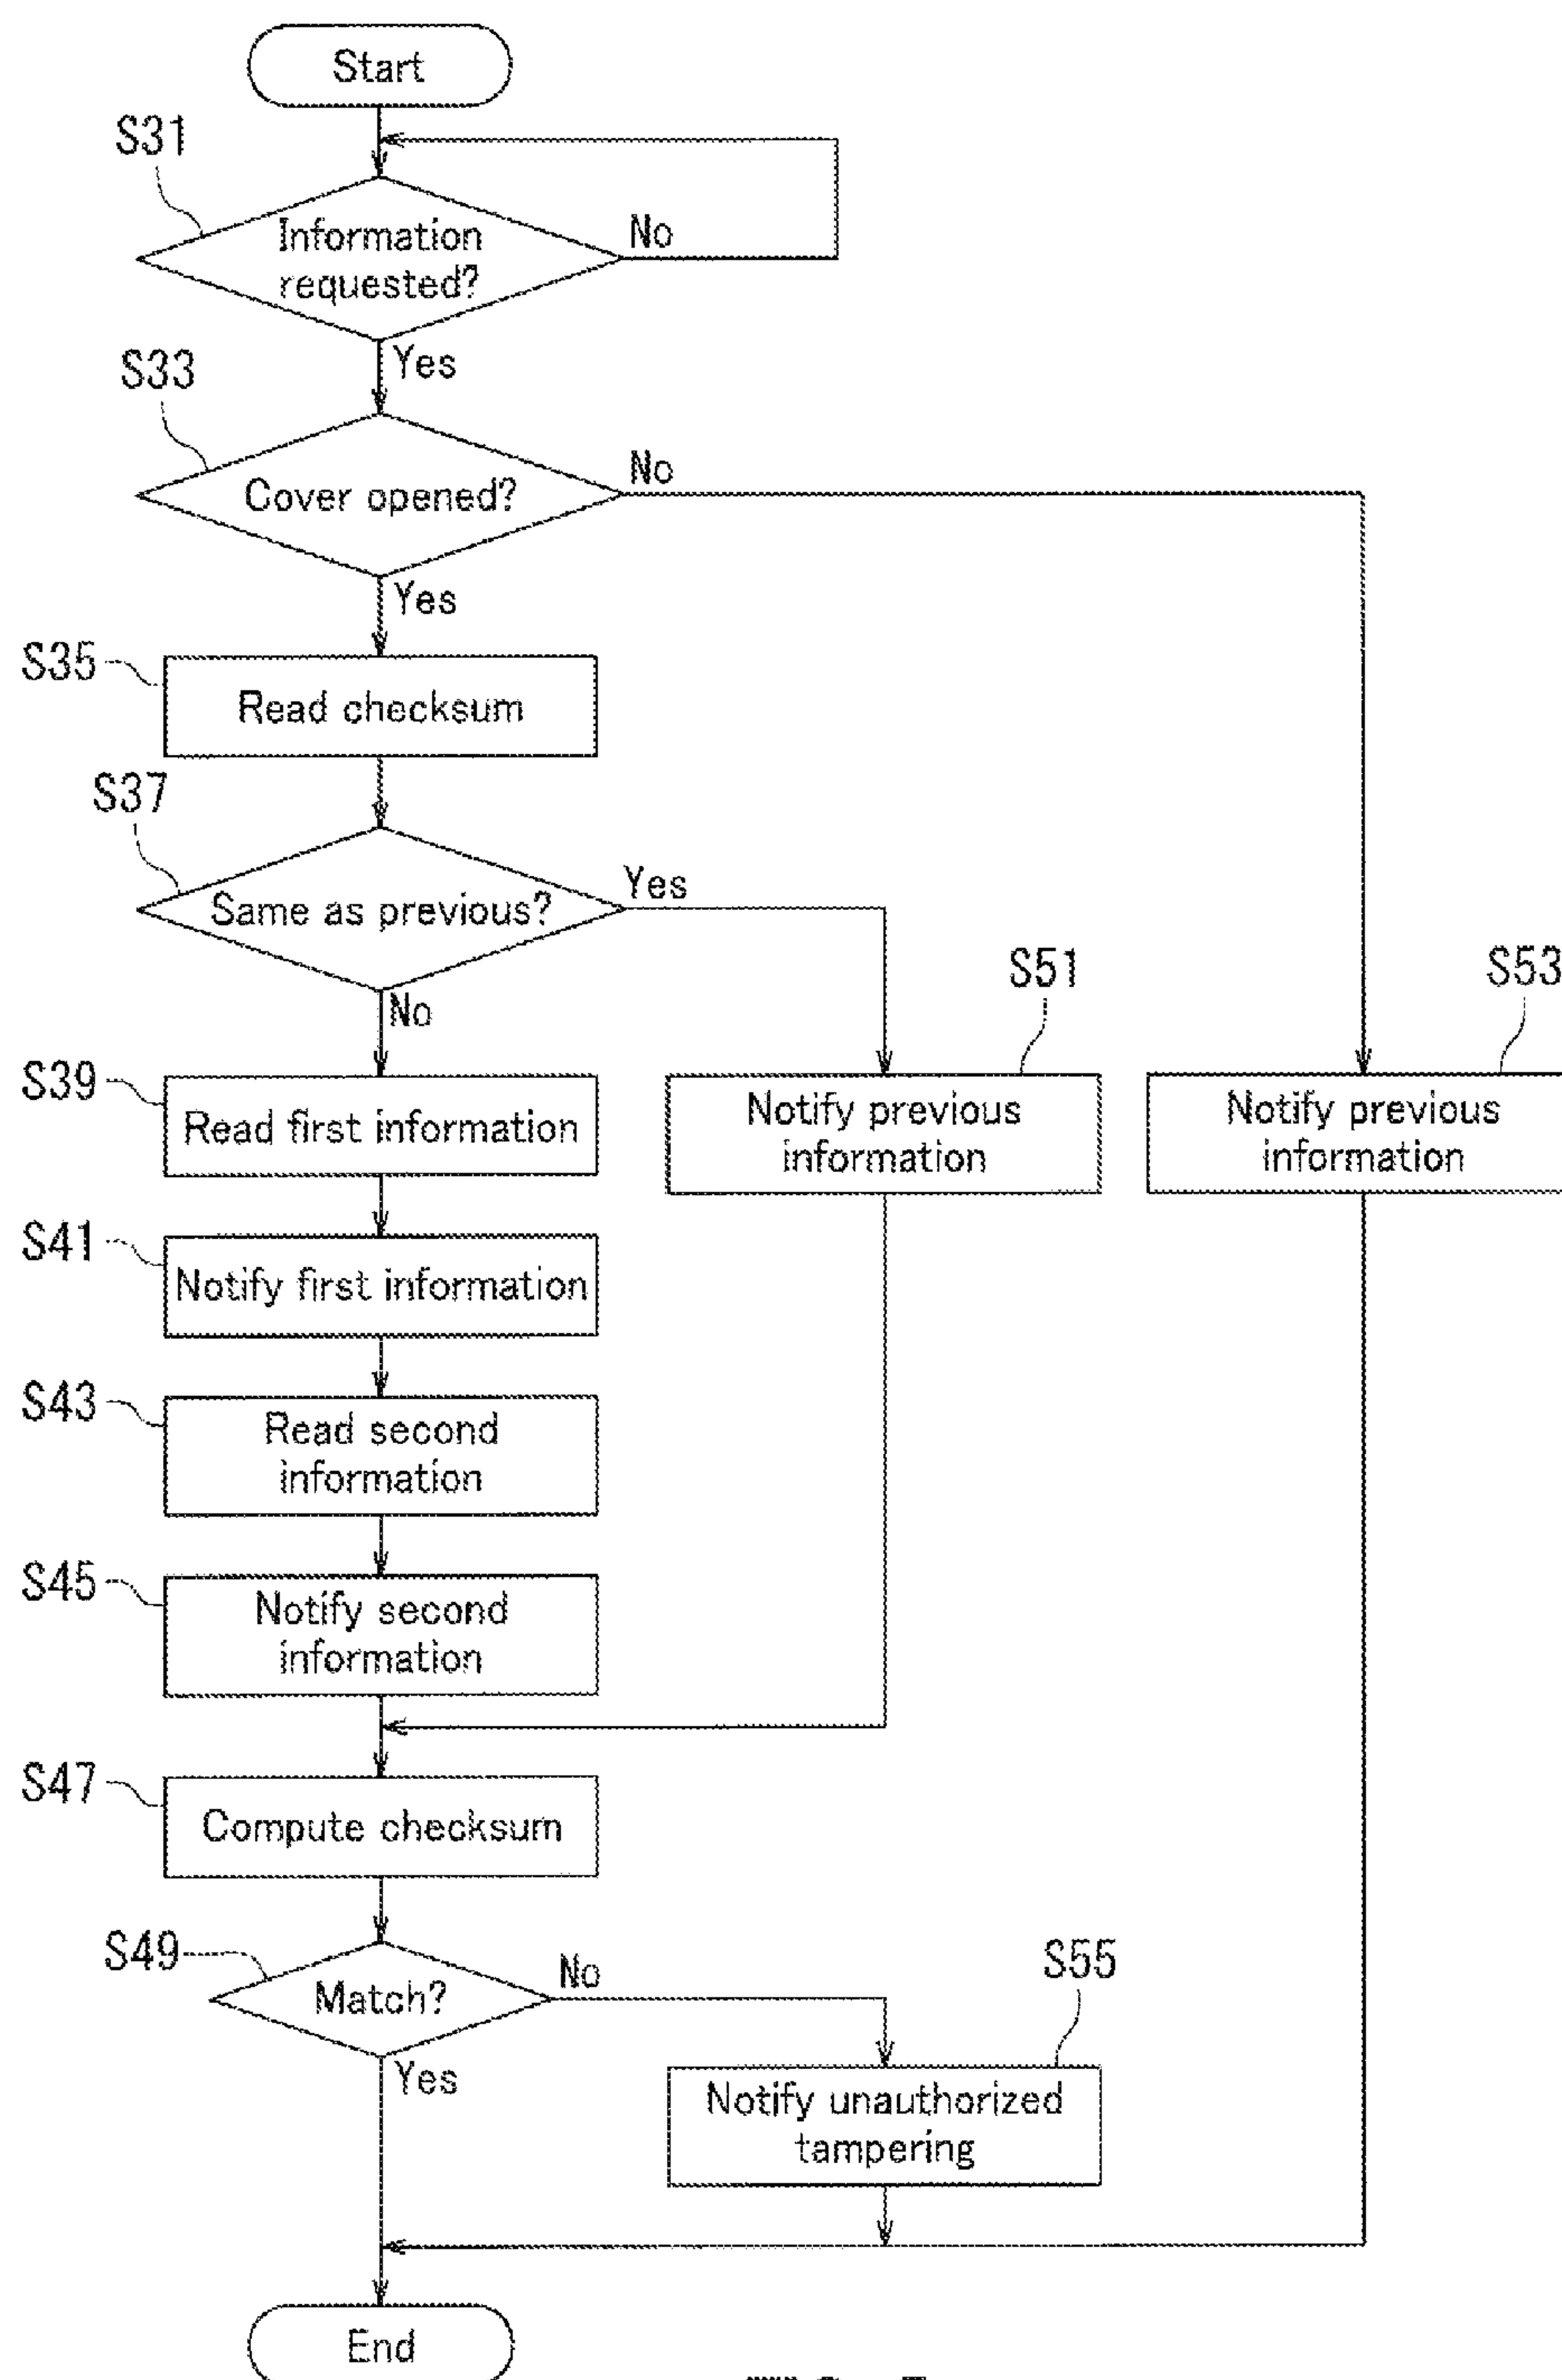 Start
S31
Information
requested?
No
Yes
S33
Cover opened?
No
Yes
S35
Read checksum
S37
Same as previous?
Yes
No
S51
S53
S39
Read first information
Notify previous
information
Notify previous
information
S41
Notify first information
S43
Read second
information
S45
Notify second
information
S47
Compute checksum
S49
Match?
No
Yes
S55
Notify unauthorized
tampering
End